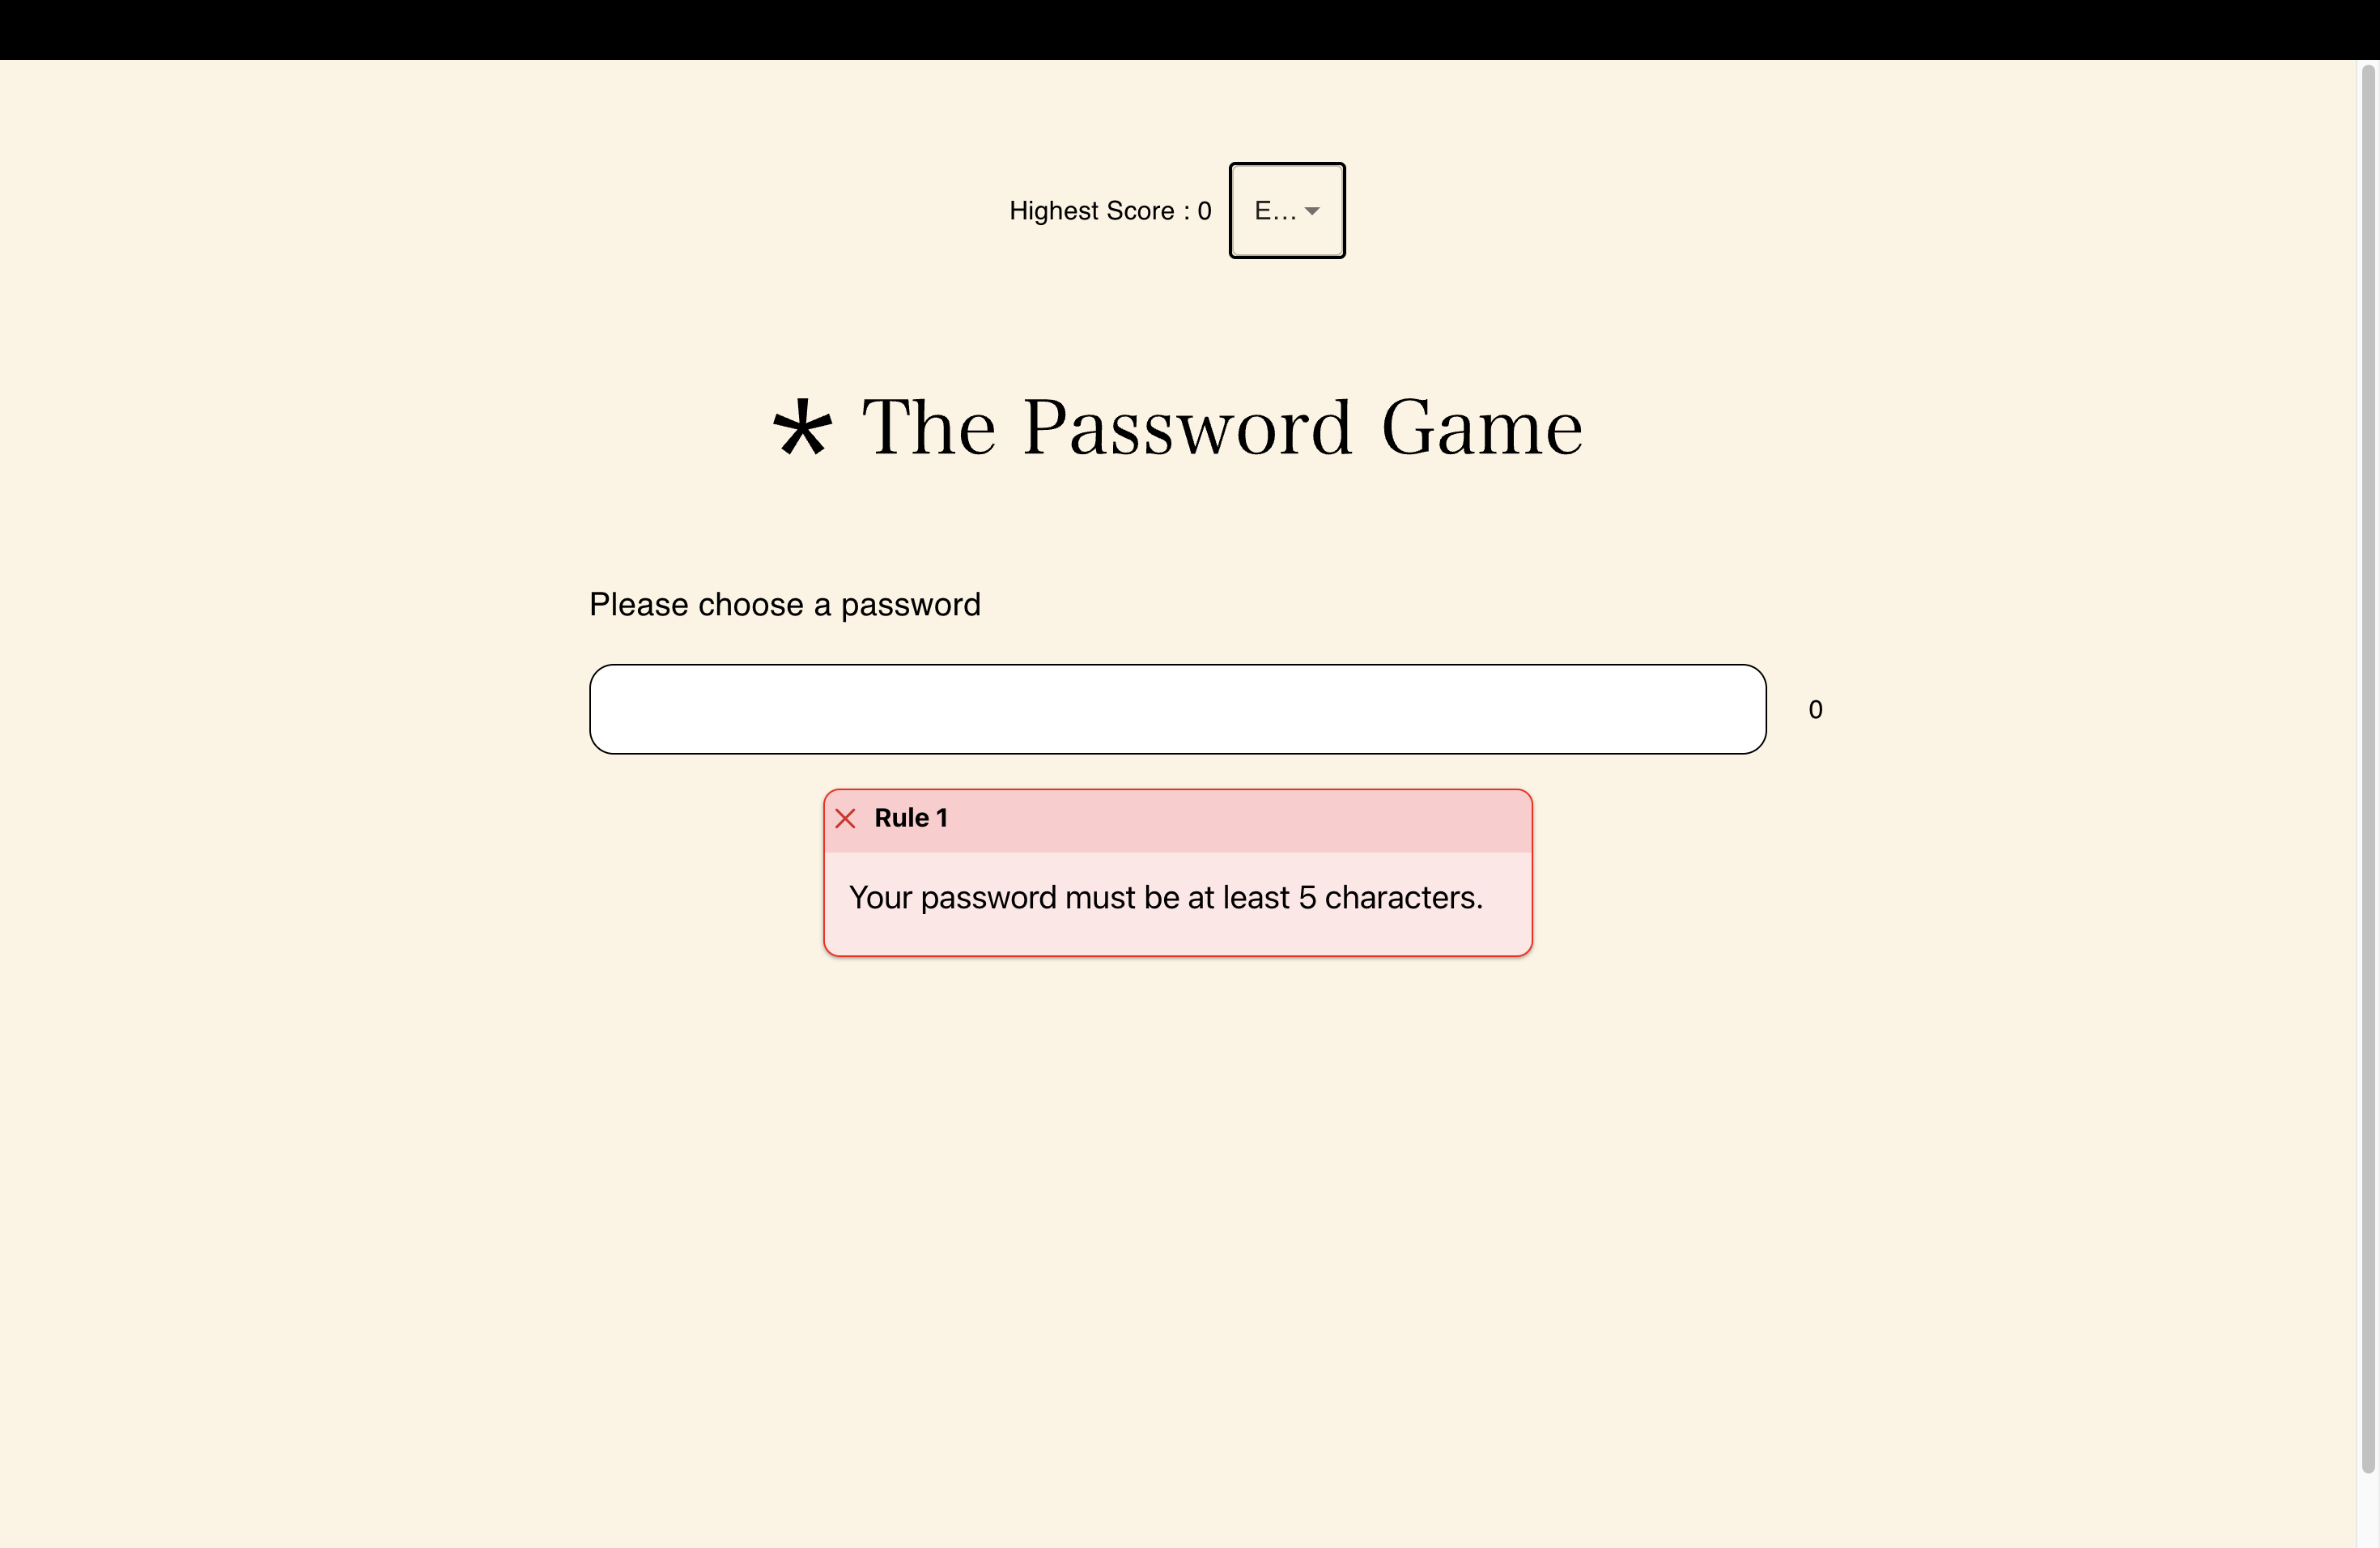 Highest Score : 0 E...
* The Password Game
Please choose a password
0
Rule 1
Your password must be at least 5 characters.